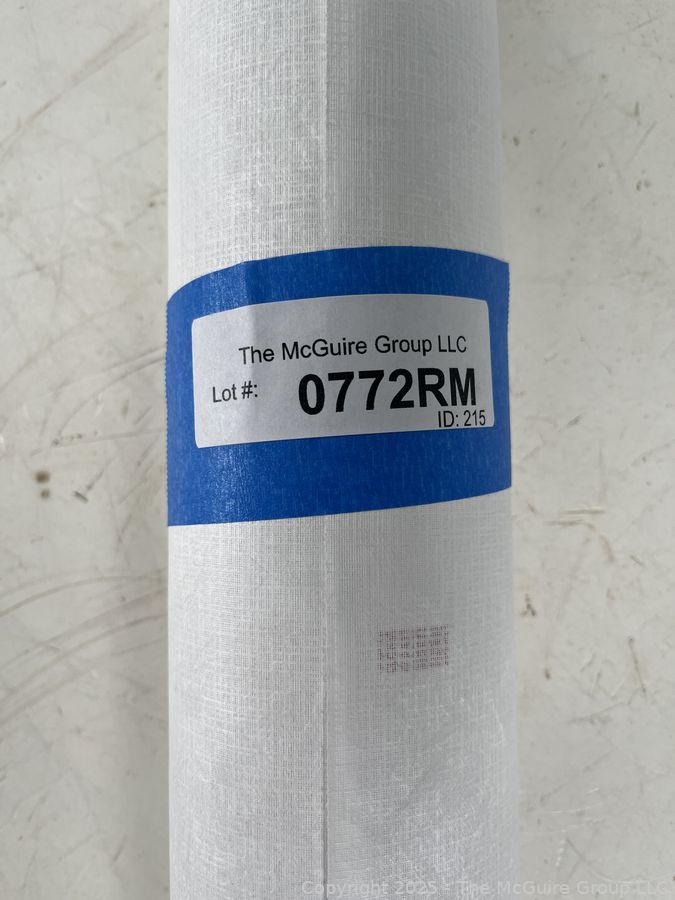 The McGuire Group LLC
Lot #: 0772RM
ID: 215
Copyright 2025 - The McGuire Group LLC